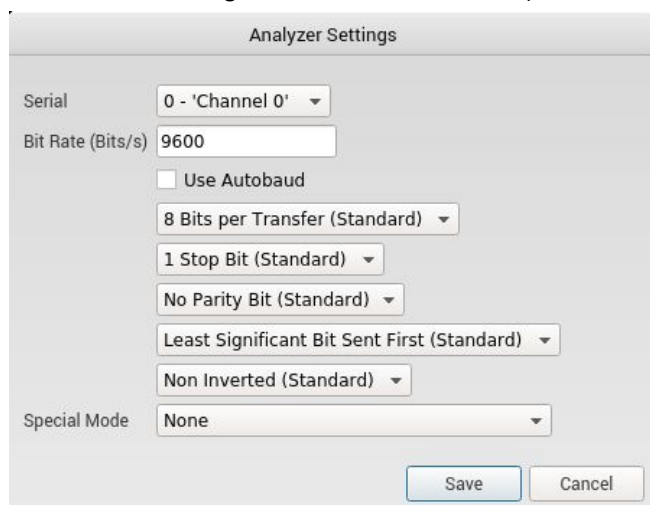 Analyzer Settings
Serial 0 - 'Channel 0'
Bit Rate (Bits/s) 9600
Use Autobaud
8 Bits per Transfer (Standard)
1 Stop Bit (Standard)
No Parity Bit (Standard)
Least Significant Bit Sent First (Standard)
Non Inverted (Standard)
Special Mode None
Save Cancel